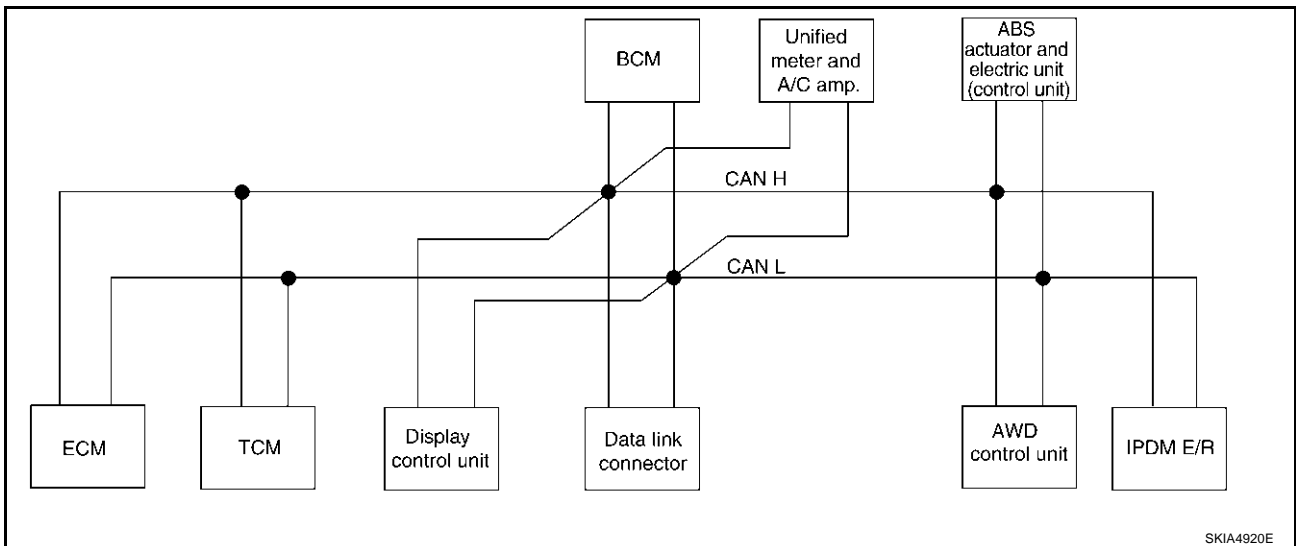 BCM
Unified
meter and
A/C amp.
ABS
actuator and
electric unit
(control unit)
CAN H
CAN L
ECM
TCM
Display
control unit
Data link
connector
AWD
control unit
IPDM E/R
SKIA4920E